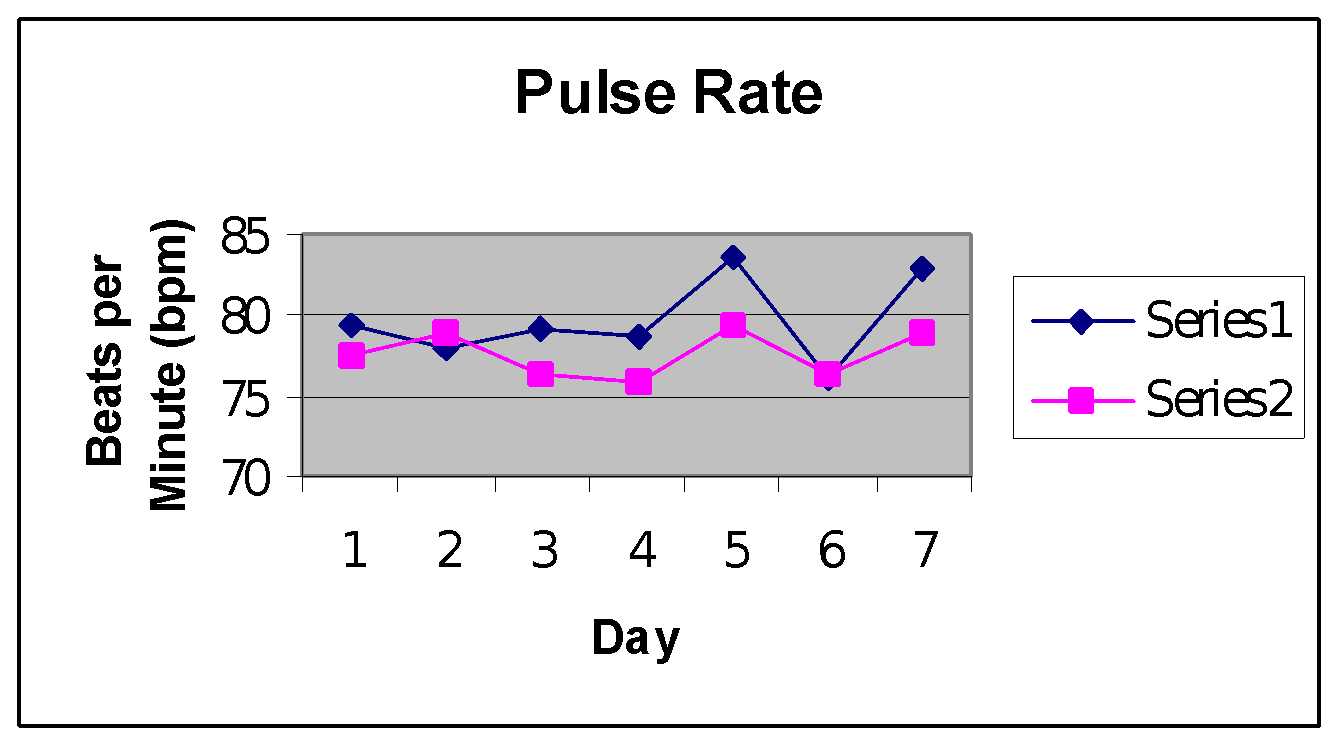 Pulse Rate
Beats per
Minute (bpm)
85
80
75
70
1 2 3 4 5 6 7
Day
Series1
Series2